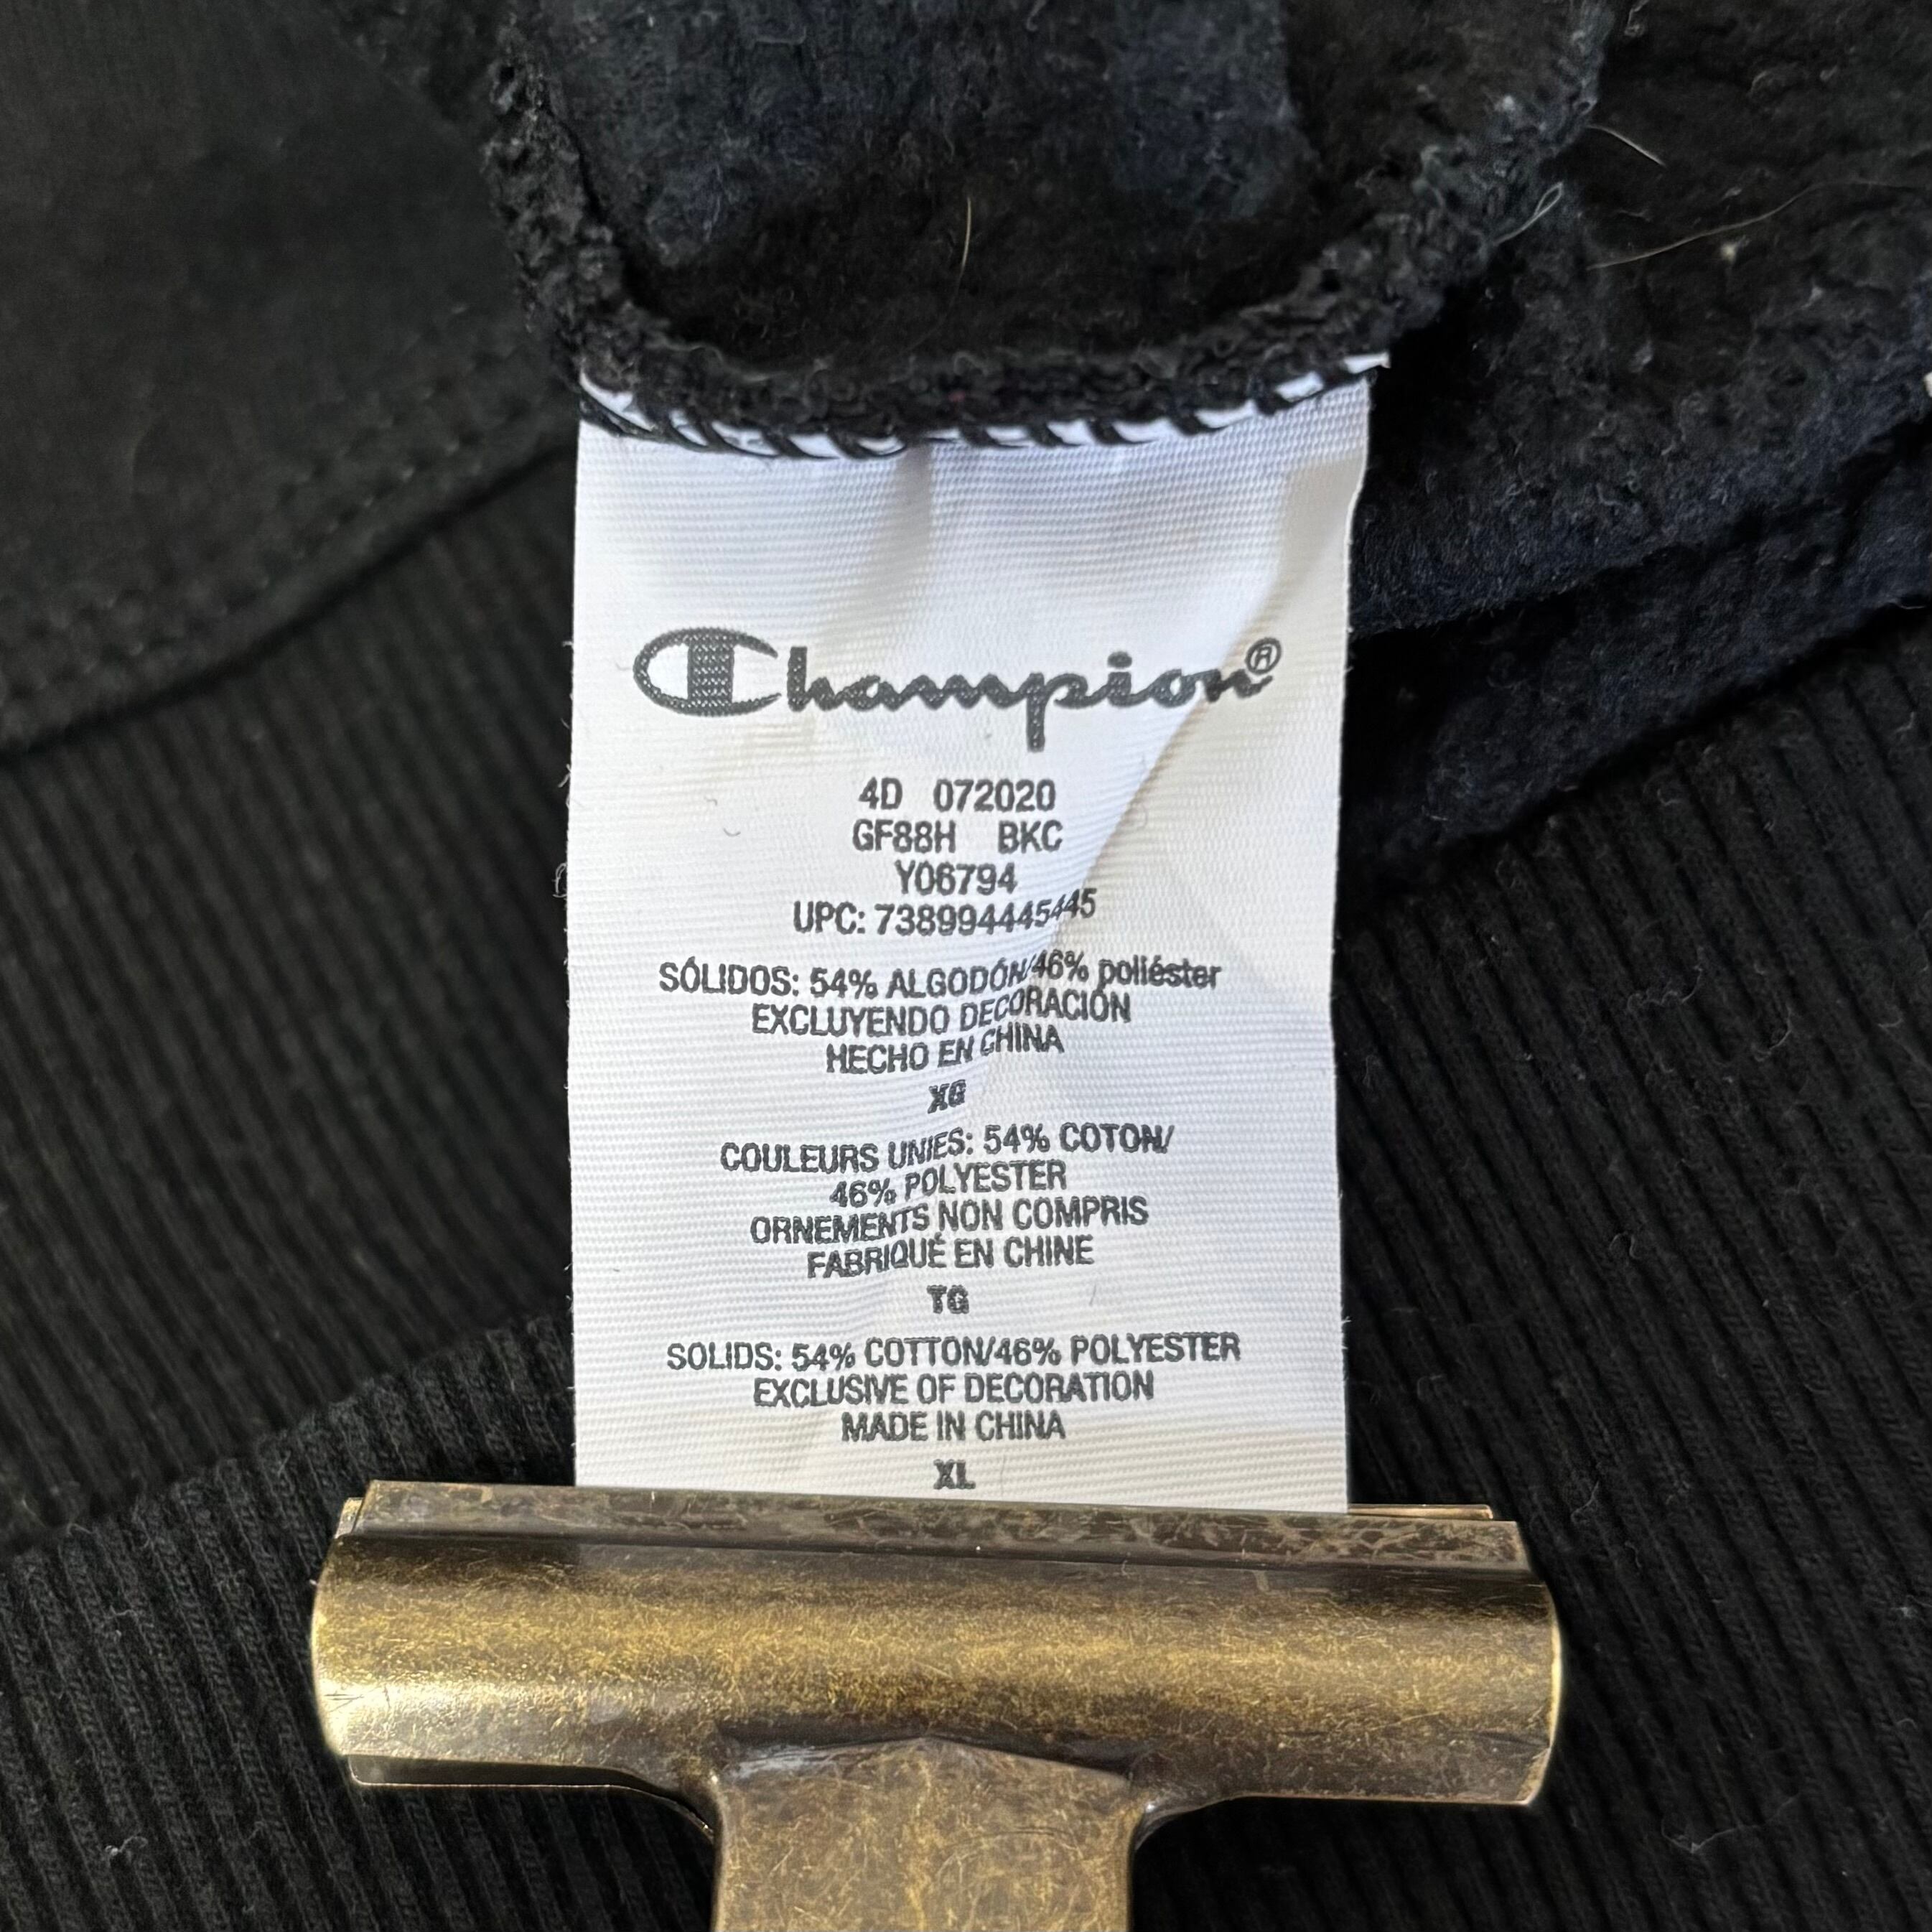 Champion®
4D 072020
GF88H BKC
Y06794
UPC: 738994445445
SÓLIDOS: 54% ALGODÓN/46% poliéster
EXCLUYENDO DECORACIÓN
HECHO EN CHINA
XG
COULEURS UNIES: 54% COTON/
46% POLYESTER
ORNEMENTS NON COMPRIS
FABRIQUÉ EN CHINE
TG
SOLIDS: 54% COTTON/46% POLYESTER
EXCLUSIVE OF DECORATION
MADE IN CHINA
XL